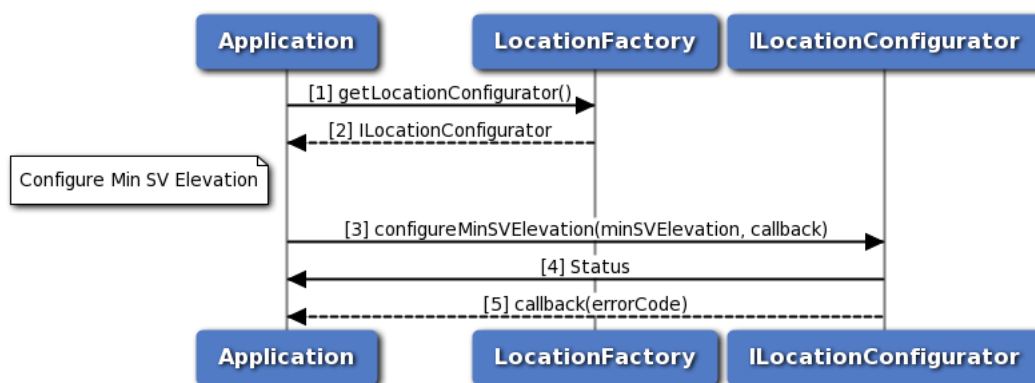 Application LocationFactory ILocationConfigurator
[1] getLocationConfigurator()
[2] ILocationConfigurator
Configure Min SV Elevation
[3] configureMinSVElevation(minSVElevation, callback)
[4] Status
[5] callback(errorCode)
Application LocationFactory ILocationConfigurator